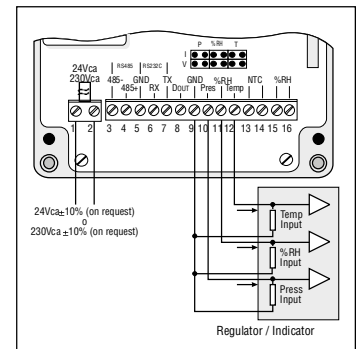 P %RH T
I
V
24Vca
230Vca
RS485 RS232C
485- GND TX GND %RH NTC %RH
485+ RX DOUT Pres Temp
1 2 3 4 5 6 7 8 9 10 11 12 13 14 15 16
24Vca±10% (on request)
o
230Vca ±10% (on request)
Temp
Input
%RH
Input
Press
Input
Regulator / Indicator